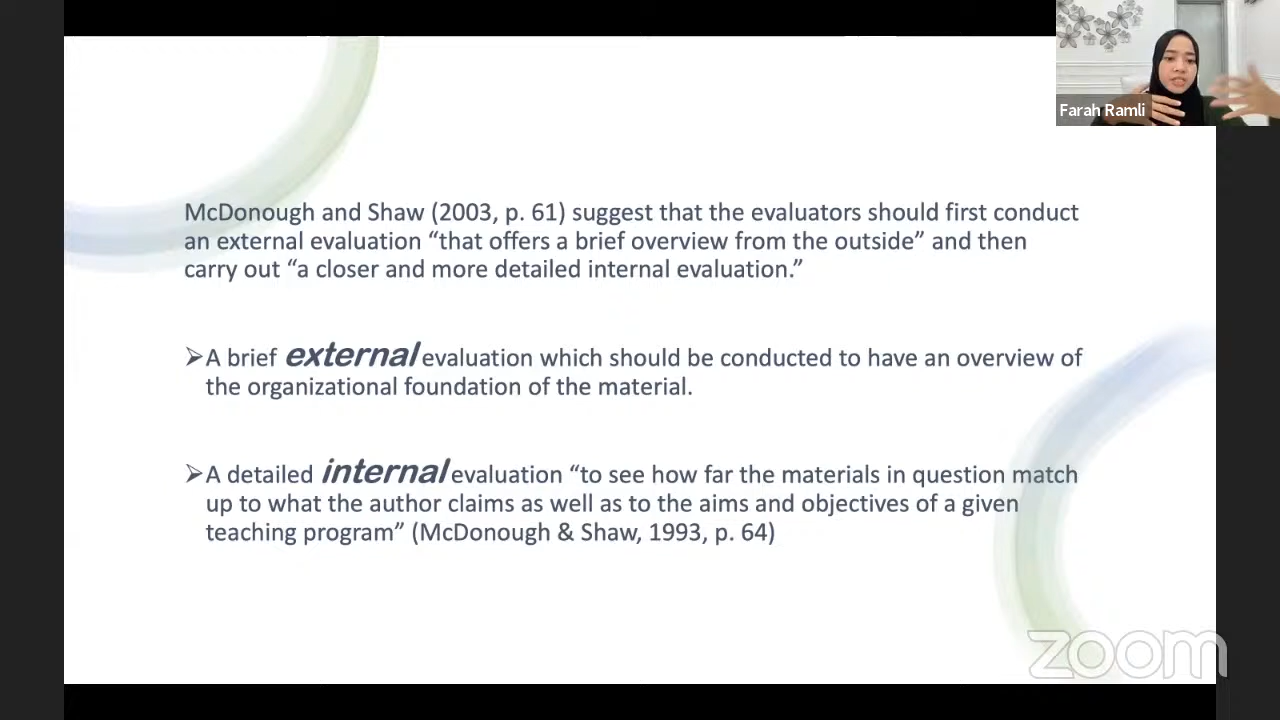 Farah Ramli
McDonough and Shaw (2003, p. 61) suggest that the evaluators should first conduct
an external evaluation “that offers a brief overview from the outside” and then
carry out “a closer and more detailed internal evaluation.”
➢A brief external evaluation which should be conducted to have an overview of
the organizational foundation of the material.
➢A detailed internal evaluation “to see how far the materials in question match
up to what the author claims as well as to the aims and objectives of a given
teaching program” (McDonough & Shaw, 1993, p. 64)
zoom